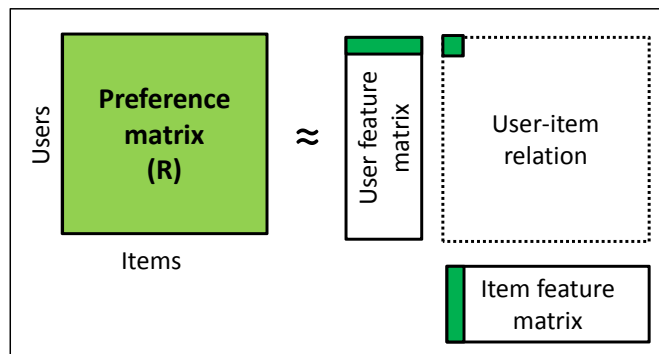 Users
Preference
matrix
(R)
Items
≈
User feature
matrix
User-item
relation
Item feature
matrix